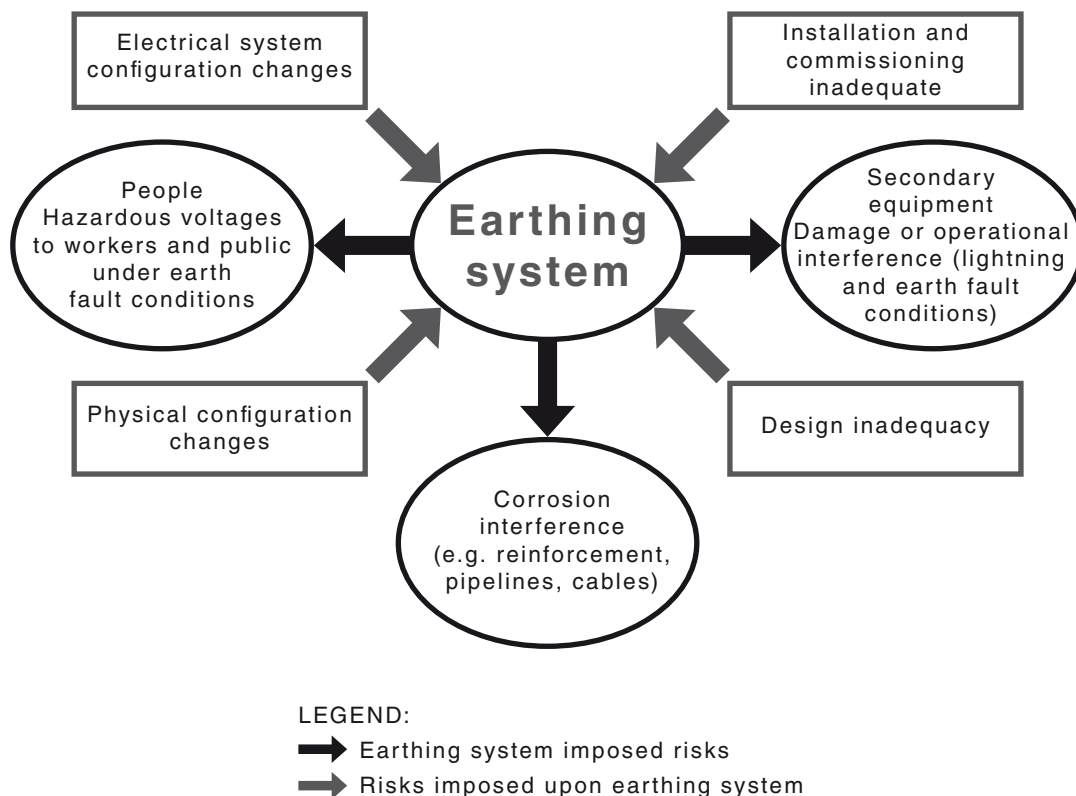 Electrical system
configuration changes
Installation and
commissioning
inadequate
People
Hazardous voltages
to workers and public
under earth
fault conditions
Earthing
system
Secondary
equipment
Damage or operational
interference (lightning
and earth fault
conditions)
Physical configuration
changes
Design inadequacy
Corrosion
interference
(e.g. reinforcement,
pipelines, cables)
LEGEND:
Earthing system imposed risks
Risks imposed upon earthing system